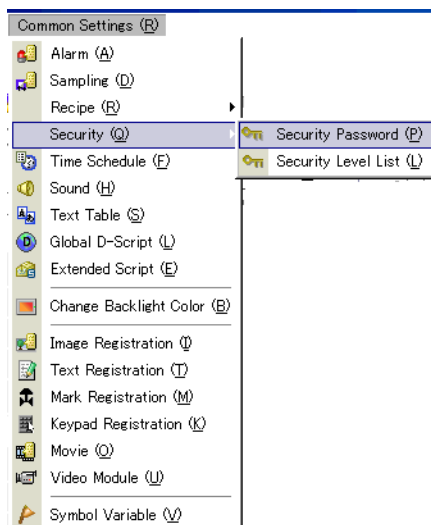 Common Settings (R)
Alarm (A)
Sampling (D)
Recipe (R)
Security (Q)
Security Password (P)
Security Level List (L)
Time Schedule (F)
Sound (H)
Text Table (S)
Global D-Script (L)
Extended Script (E)
Change Backlight Color (B)
Image Registration (I)
Text Registration (T)
Mark Registration (M)
Keypad Registration (K)
Movie (O)
Video Module (U)
Symbol Variable (V)